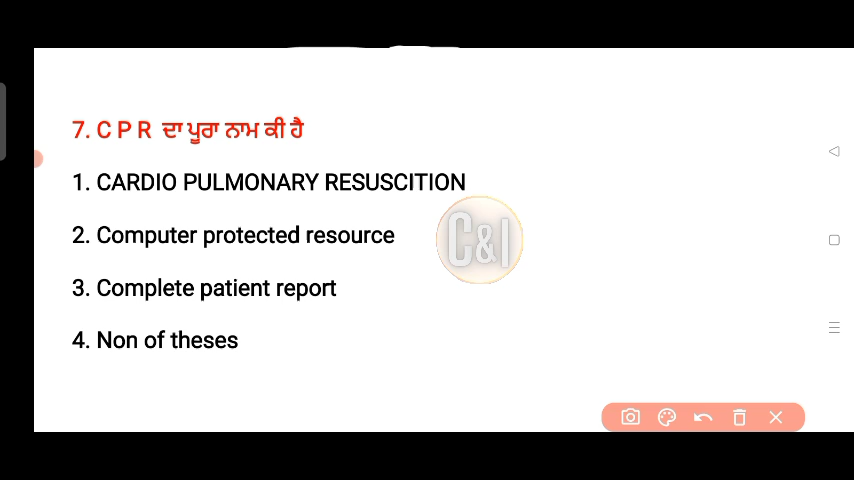 7. C P R ਦਾ ਪੂਰਾ ਨਾਮ ਕੀ ਹੈ
1. CARDIO PULMONARY RESUSCITION
2. Computer protected resource
C&I
3. Complete patient report
4. Non of theses